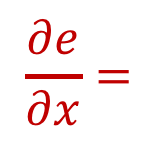 ∂e/∂x =